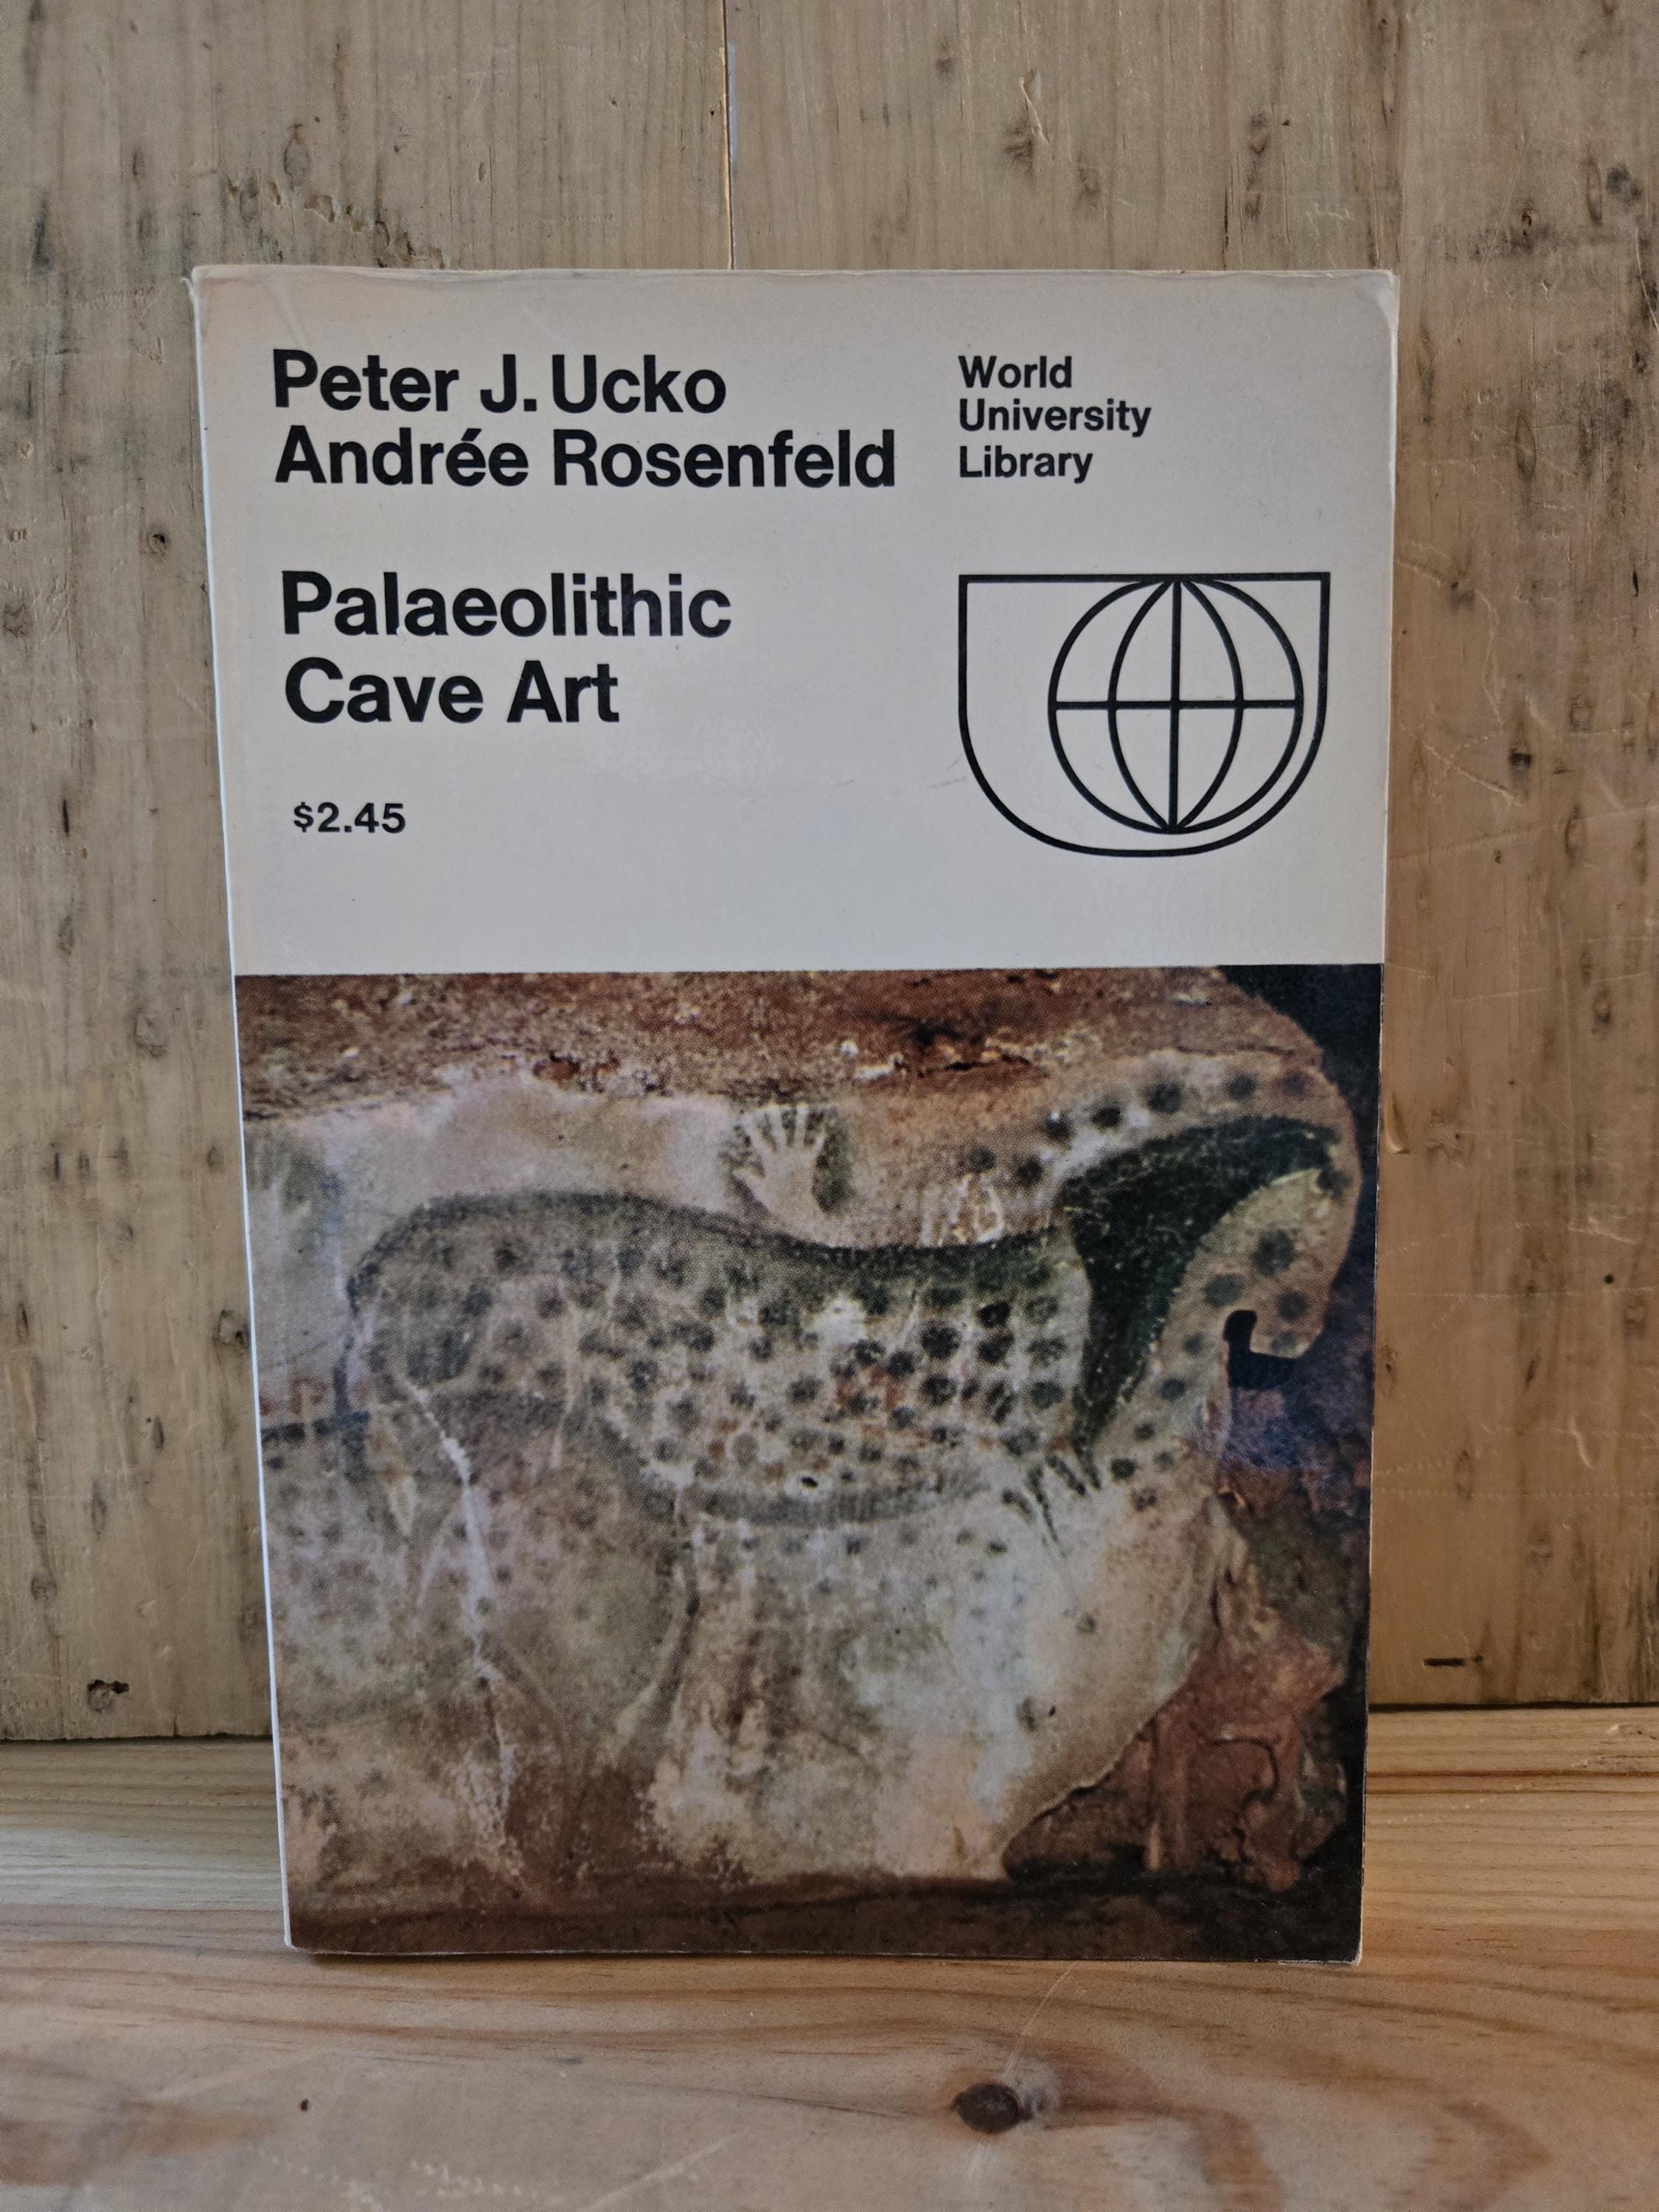 Peter J. Ucko
Andrée Rosenfeld
Palaeolithic
Cave Art
$2.45
World
University
Library